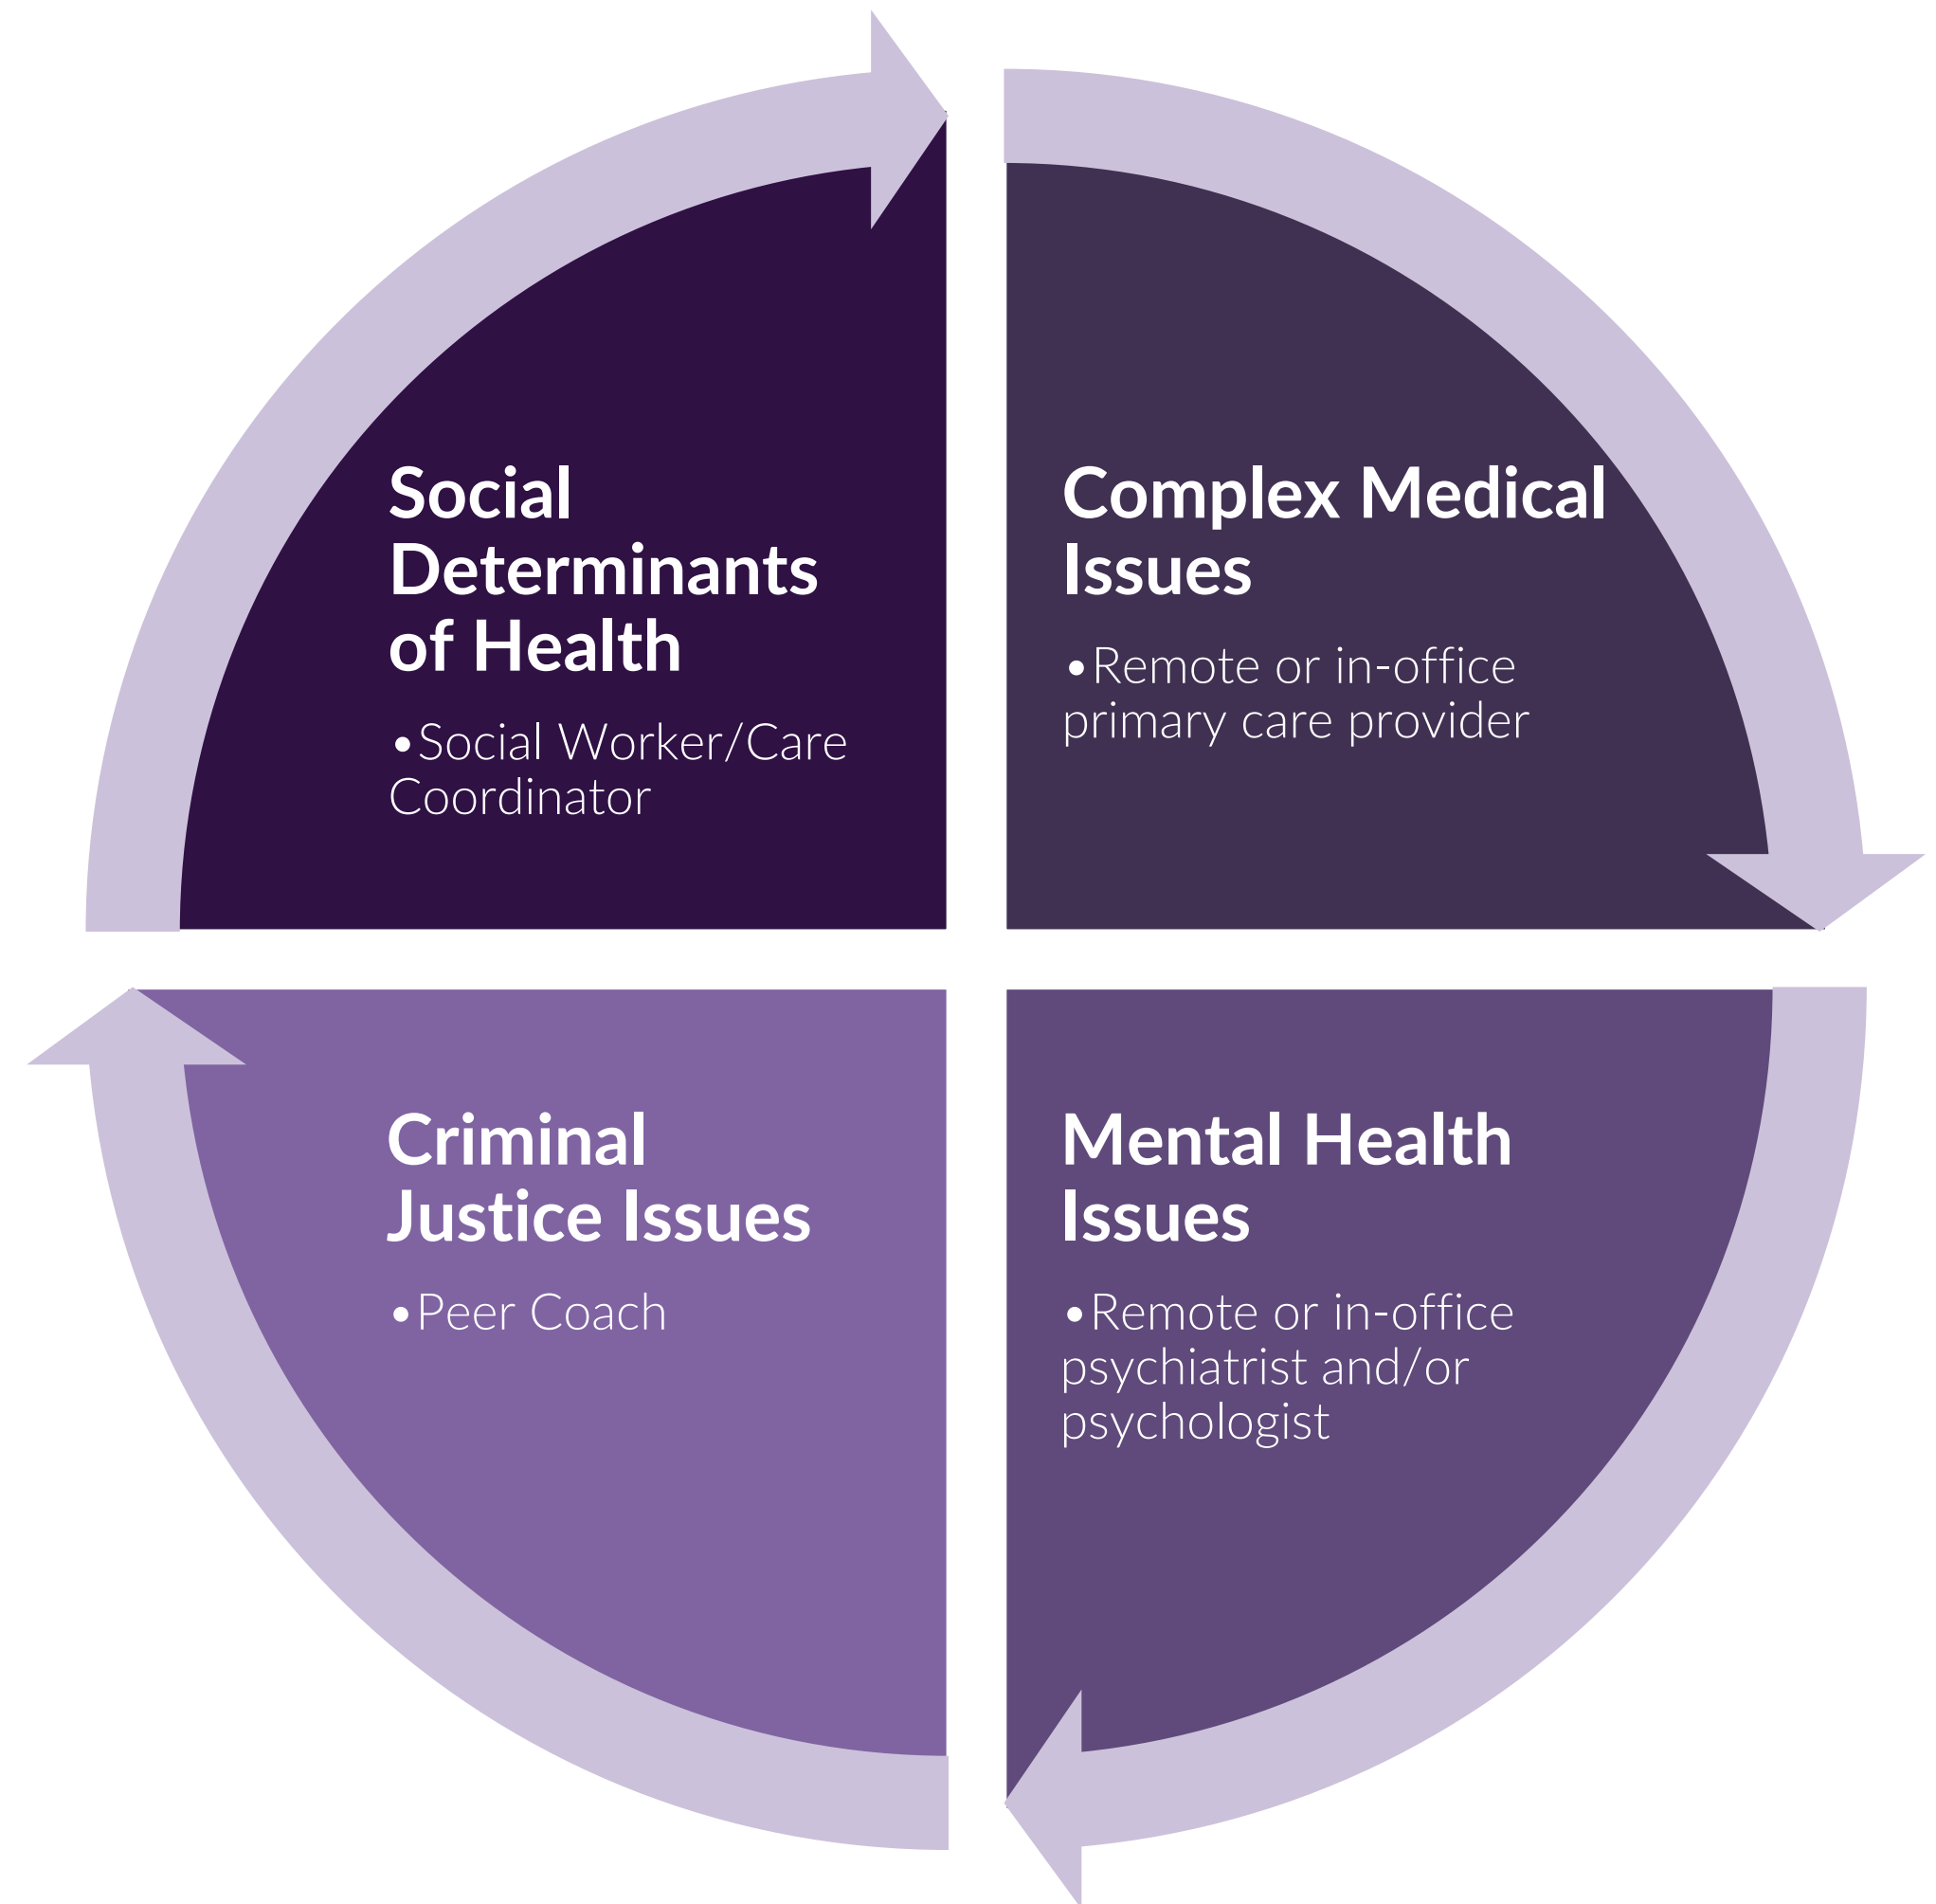 Social
Determinants
of Health
•Social Worker/Care
Coordinator
Complex Medical
Issues
•Remote or in-office
primary care provider
Criminal
Justice Issues
•Peer Coach
Mental Health
Issues
•Remote or in-office
psychiatrist and/or
psychologist